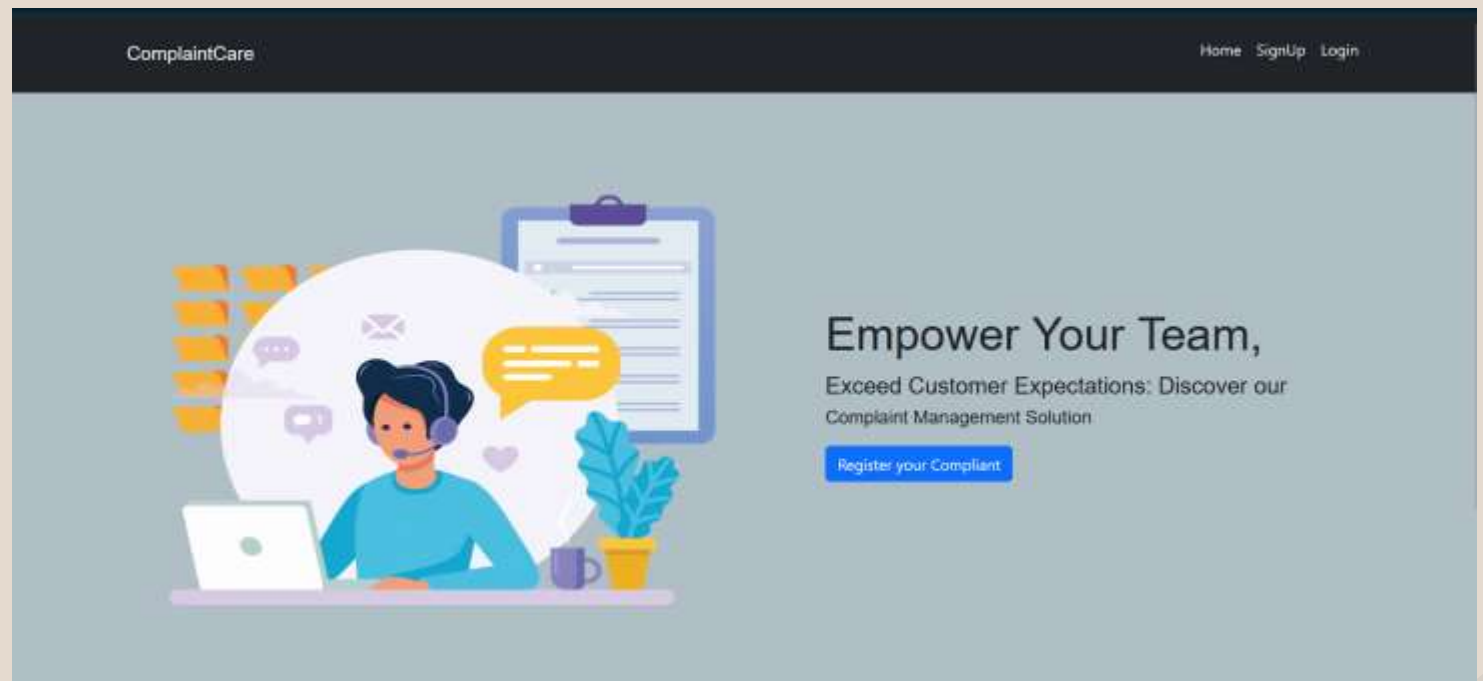 ComplaintCare
Home SignUp Login
Empower Your Team,
Exceed Customer Expectations: Discover our
Complaint Management Solution
Register your Compliant